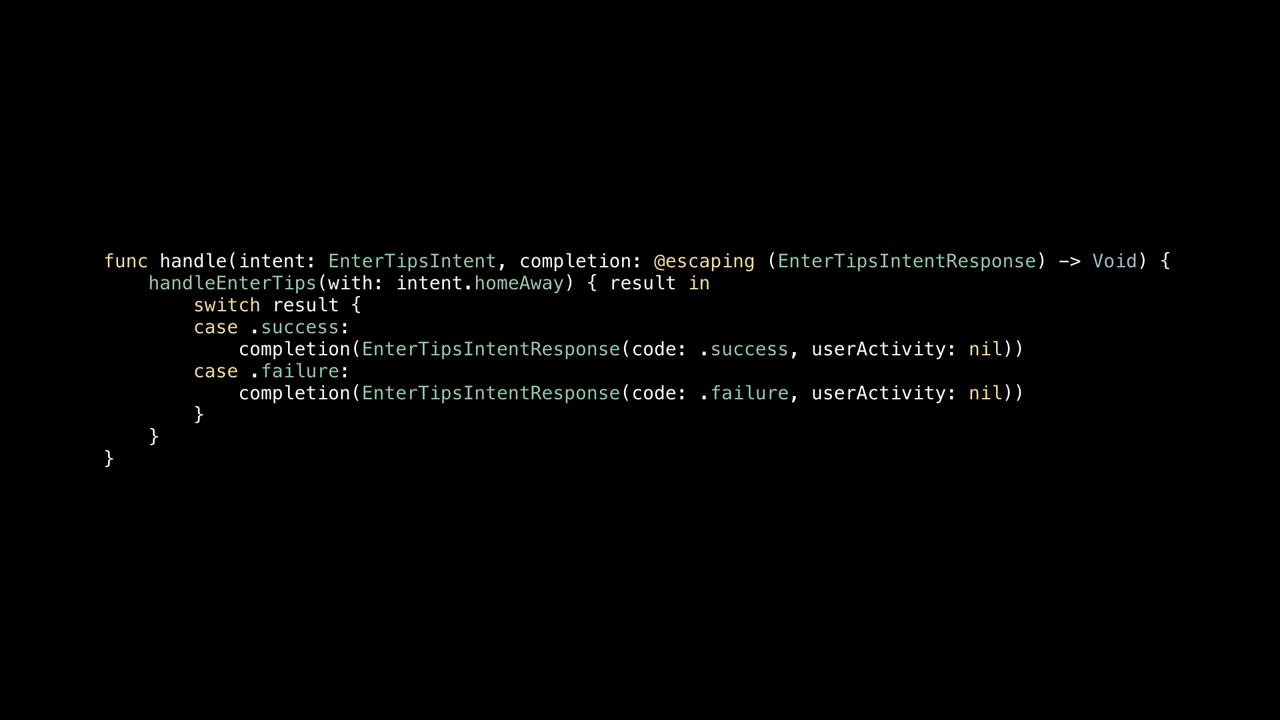 func handle(intent: EnterTipsIntent, completion: @escaping (EnterTipsIntentResponse) -> Void) {
    handleEnterTips(with: intent.homeAway) { result in
        switch result {
        case .success:
            completion(EnterTipsIntentResponse(code: .success, userActivity: nil))
        case .failure:
            completion(EnterTipsIntentResponse(code: .failure, userActivity: nil))
        }
    }
}